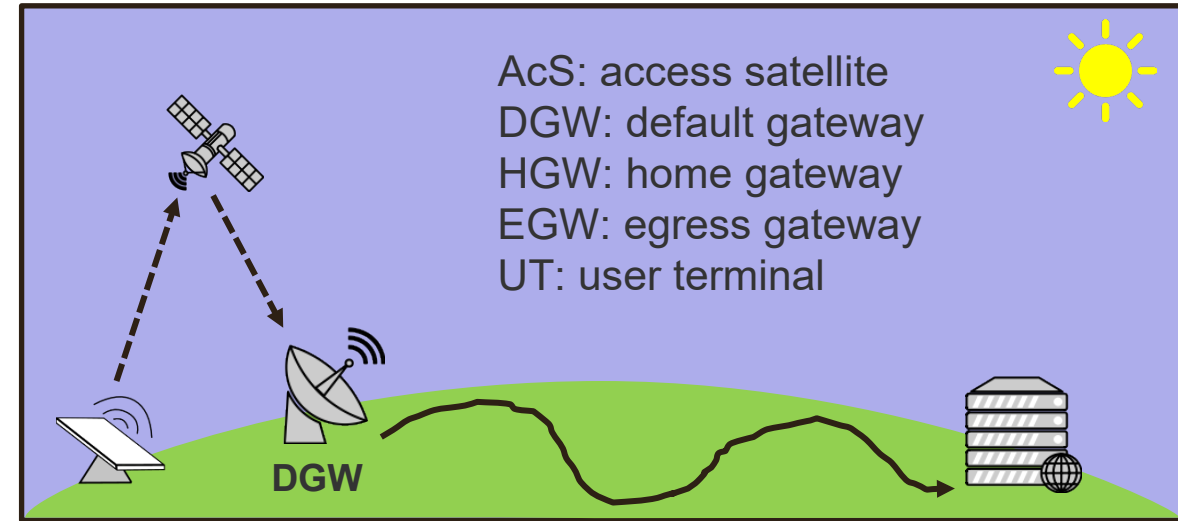 AcS: access satellite
DGW: default gateway
HGW: home gateway
EGW: egress gateway
UT: user terminal
DGW